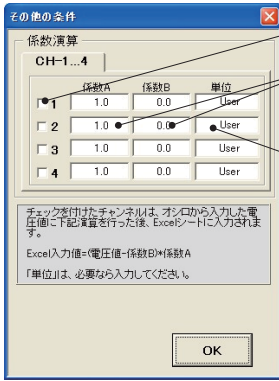 その他の条件
係数演算
CH-1...4
係数A 係数B 単位
1 1.0 0.0 User
2 1.0 0.0 User
3 1.0 0.0 User
4 1.0 0.0 User
チェックを付けたチャンネルは、オシロから入力した電
圧値に下記演算を行った後、Excelシートに入力されま
す。
Excel入力値=(電圧値-係数B)*係数A
「単位」は、必要なら入力してください。
OK